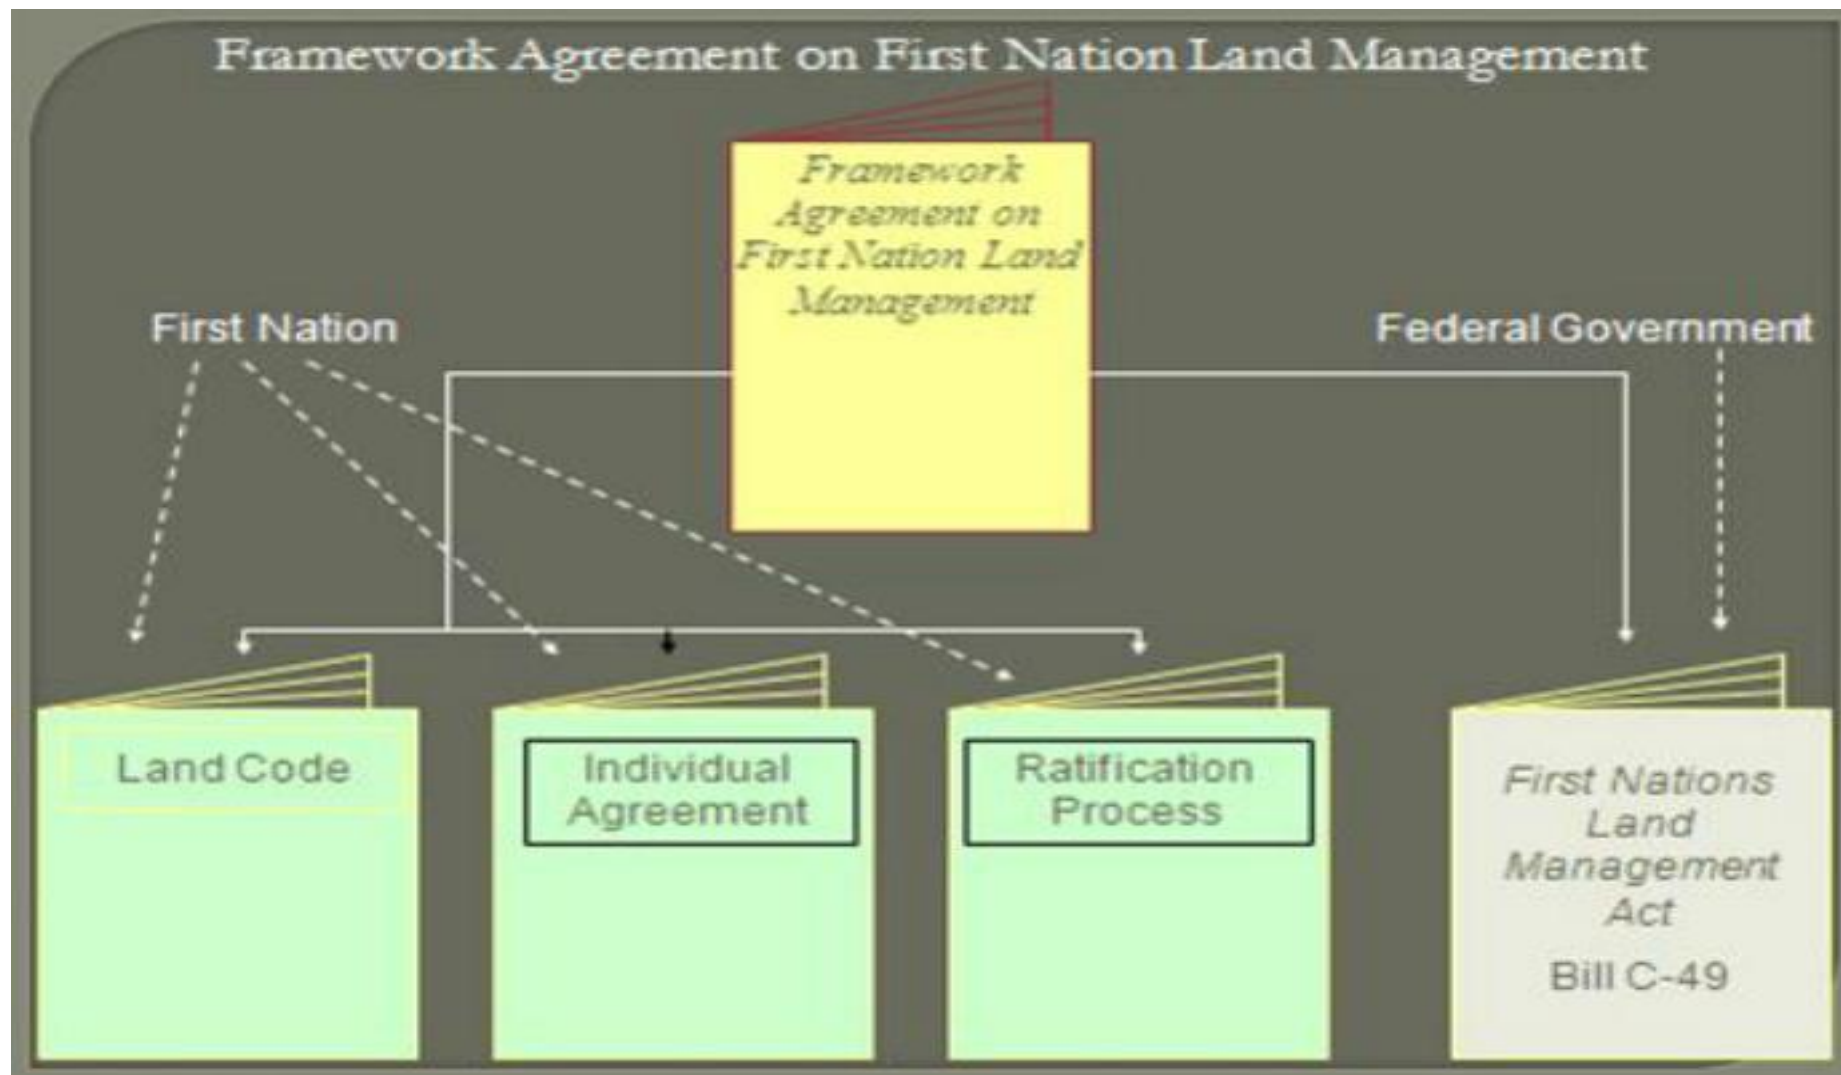 Framework Agreement on First Nation Land Management
Framework
Agreement on
First Nation Land
Management
First Nation
Federal Government
Land Code
Individual
Agreement
Ratification
Process
First Nations
Land
Management
Act
Bill C-49